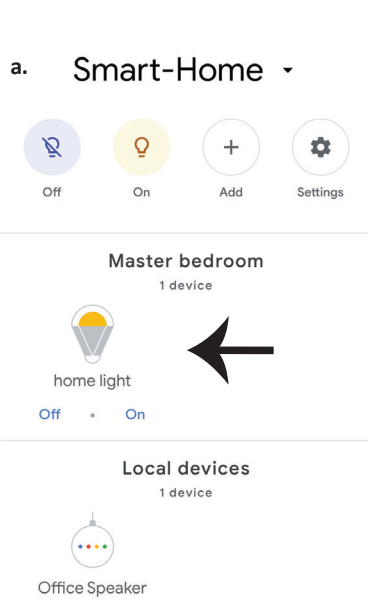 a. Smart-Home
Off On Add Settings
Master bedroom
1 device
home light
Off • On
Local devices
1 device
Office Speaker